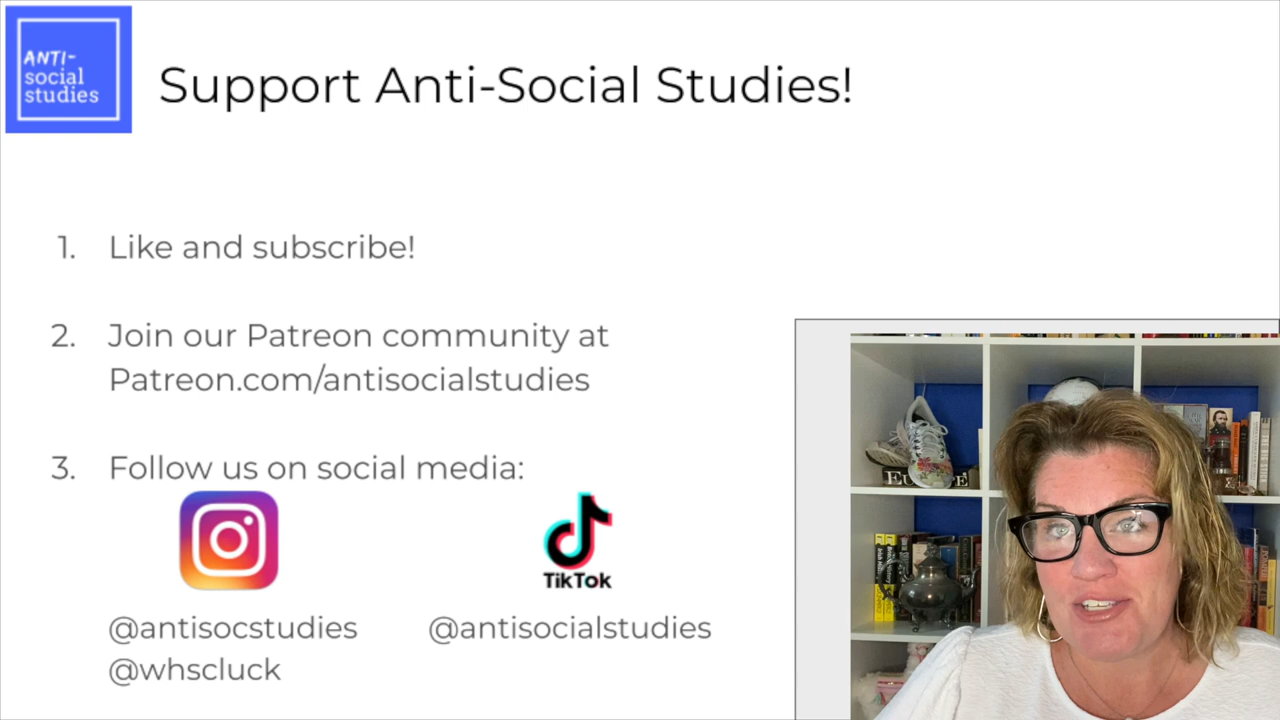 ANTI-
social
studies
Support Anti-Social Studies!
1. Like and subscribe!
2. Join our Patreon community at
Patreon.com/antisocialstudies
3. Follow us on social media:
TikTok
@antisocstudies @antisocialstudies
@whscluck